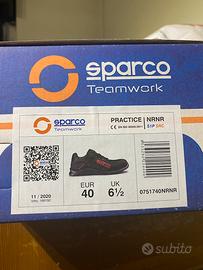 sparco
Teamwork
sparco
Teamwork
PRACTICE
NRNR
S1P SRC
11 / 2020
EUR
40
UK
6½
0751740NRNR
subito